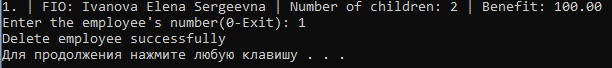 1. | FIO: Ivanova Elena Sergeevna | Number of children: 2 | Benefit: 100.00
Enter the employee's number(0-Exit): 1
Delete employee successfully
Для продолжения нажмите любую клавишу . . .